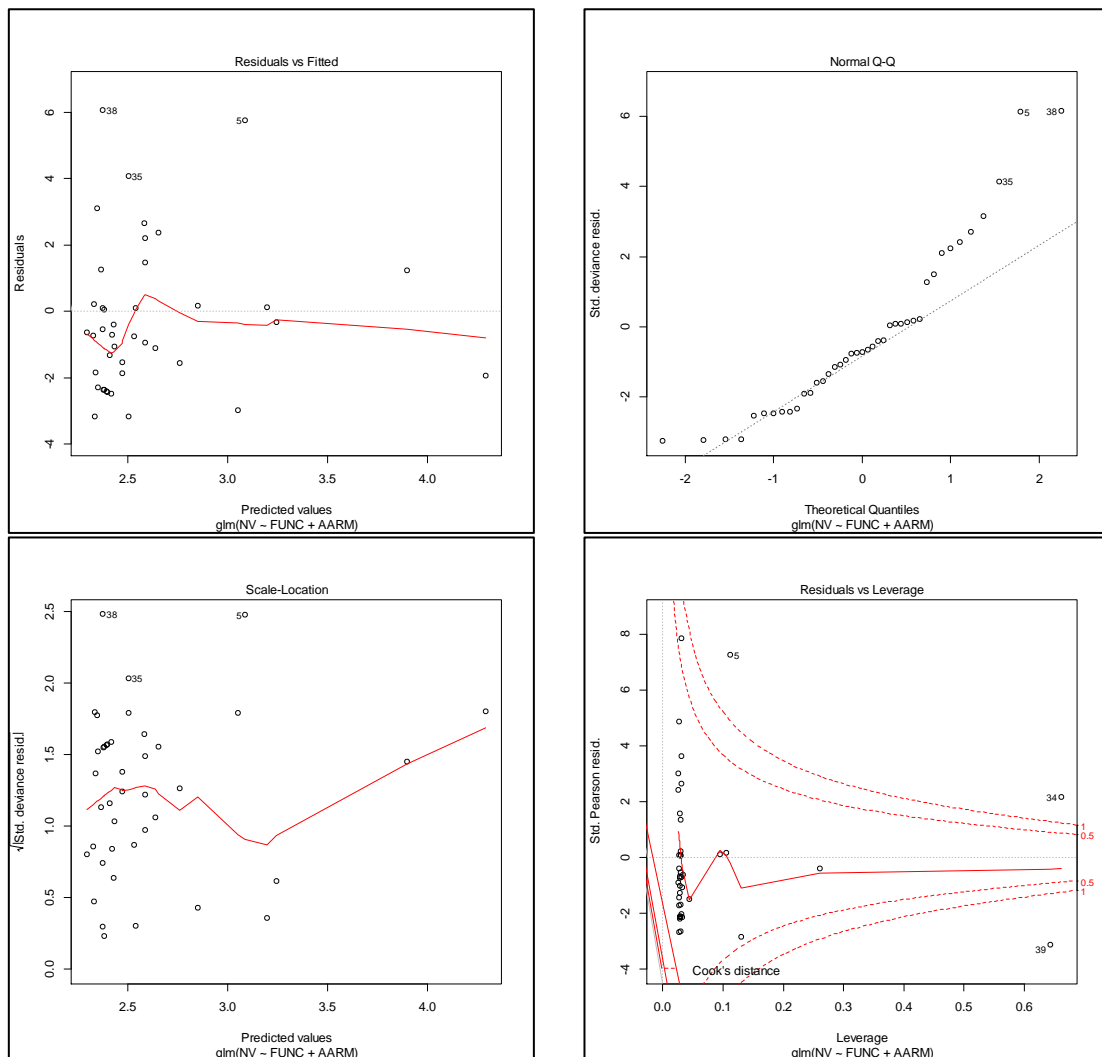 Residuals vs Fitted
Residuals
6
4
2
0
-2
-4
38
5
35
2.5 3.0 3.5 4.0
Predicted values
glm(NV ~ FUNC + AARM)
Normal Q-Q
Std. deviance resid.
6
4
2
0
-2
5
38
35
-2 -1 0 1 2
Theoretical Quantiles
glm(NV ~ FUNC + AARM)
Scale-Location
√|Std. deviance resid.|
2.5
2.0
1.5
1.0
0.5
0.0
38
5
35
2.5 3.0 3.5 4.0
Predicted values
glm(NV ~ FUNC + AARM)
Residuals vs Leverage
Std. Pearson resid.
8
6
4
2
0
-2
-4
5
34
1
0.5
0.5
1
39
Cook's distance
0.0 0.1 0.2 0.3 0.4 0.5 0.6
Leverage
glm(NV ~ FUNC + AARM)